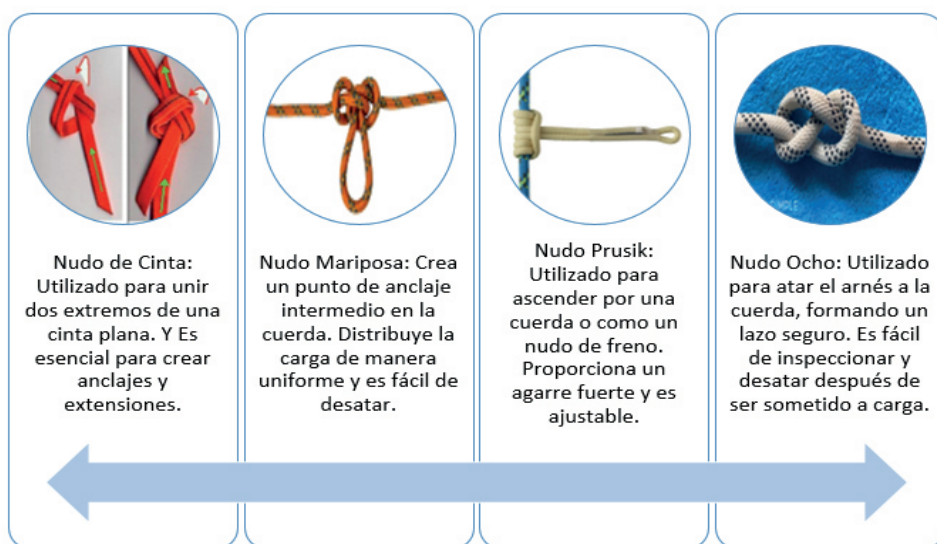 Nudo de Cinta:
Utilizado para unir
dos extremos de una
cinta plana. Y Es
esencial para crear
anclajes y
extensiones.
Nudo Mariposa: Crea
un punto de anclaje
intermedio en la
cuerda. Distribuye la
carga de manera
uniforme y es fácil de
desatar.
Nudo Prusik:
Utilizado para
ascender por una
cuerda o como un
nudo de freno.
Proporciona un
agarre fuerte y es
ajustable.
Nudo Ocho: Utilizado
para atar el arnés a la
cuerda, formando un
lazo seguro. Es fácil
de inspeccionar y
desatar después de
ser sometido a carga.